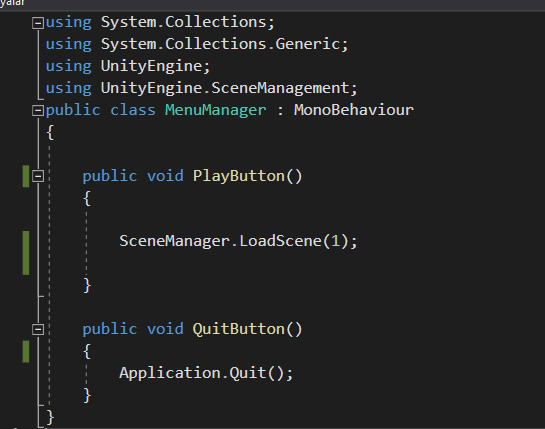 yalar
using System.Collections;
using System.Collections.Generic;
using UnityEngine;
using UnityEngine.SceneManagement;
public class MenuManager : MonoBehaviour
{
public void PlayButton()
{
SceneManager.LoadScene(1);
}
public void QuitButton()
{
Application.Quit();
}
}